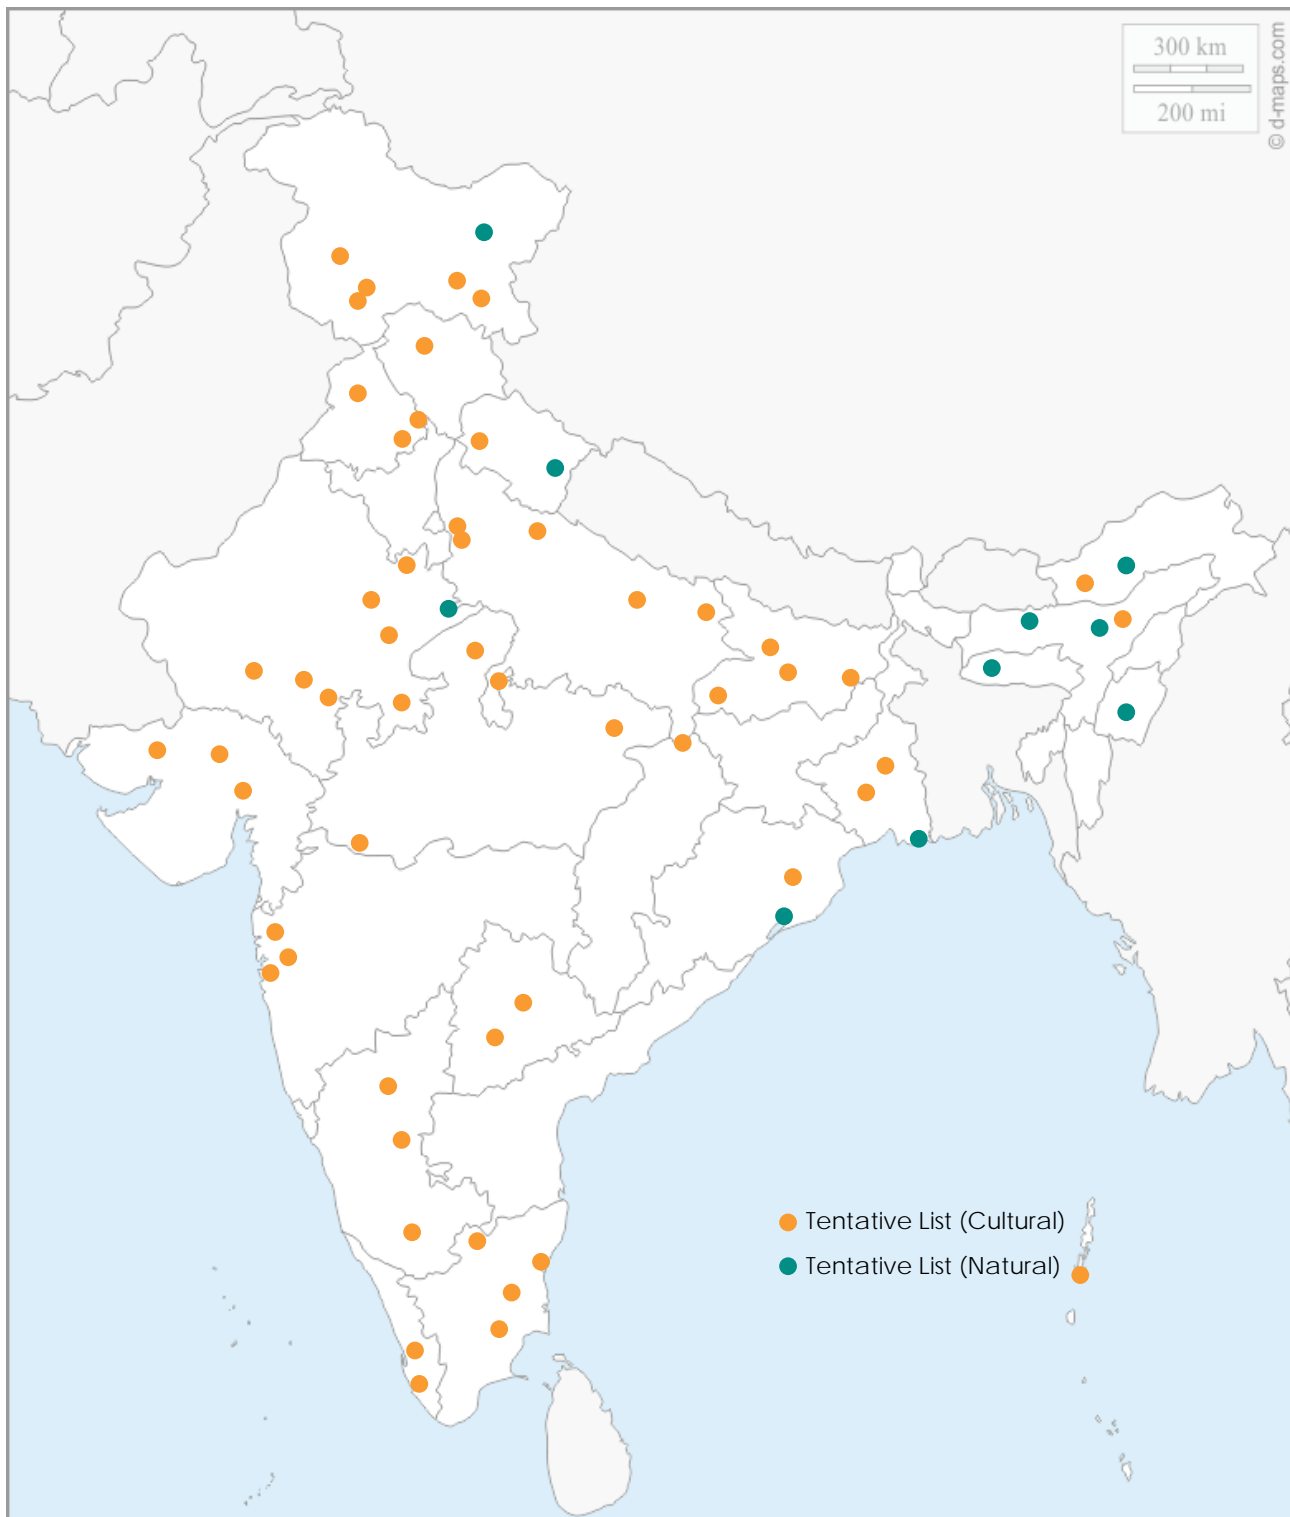 300 km
200 mi
© d-maps.com
Tentative List (Cultural)
Tentative List (Natural)